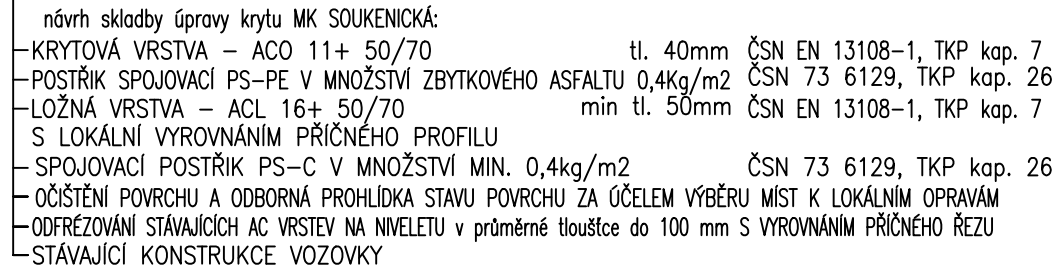 návrh skladby úpravy krytu MK SOUKENICKÁ:
KRYTOVÁ VRSTVA – ACO 11+ 50/70 tl. 40mm ČSN EN 13108-1, TKP kap. 7
POSTŘIK SPOJOVACÍ PS-PE V MNOŽSTVÍ ZBYTKOVÉHO ASFALTU 0,4Kg/m2 ČSN 73 6129, TKP kap. 26
LOŽNÁ VRSTVA – ACL 16+ 50/70 min tl. 50mm ČSN EN 13108-1, TKP kap. 7
S LOKÁLNÍ VYROVNÁNÍM PŘÍČNÉHO PROFILU
SPOJOVACÍ POSTŘIK PS-C V MNOŽSTVÍ MIN. 0,4kg/m2 ČSN 73 6129, TKP kap. 26
OČIŠTĚNÍ POVRCHU A ODBORNÁ PROHLÍDKA STAVU POVRCHU ZA ÚČELEM VÝBĚRU MÍST K LOKÁLNÍM OPRAVÁM
ODFRÉZOVÁNÍ STÁVAJÍCÍCH AC VRSTEV NA NIVELETU v průměrné tloušťce do 100 mm S VYROVNÁNÍM PŘÍČNÉHO ŘEZU
STÁVAJÍCÍ KONSTRUKCE VOZOVKY